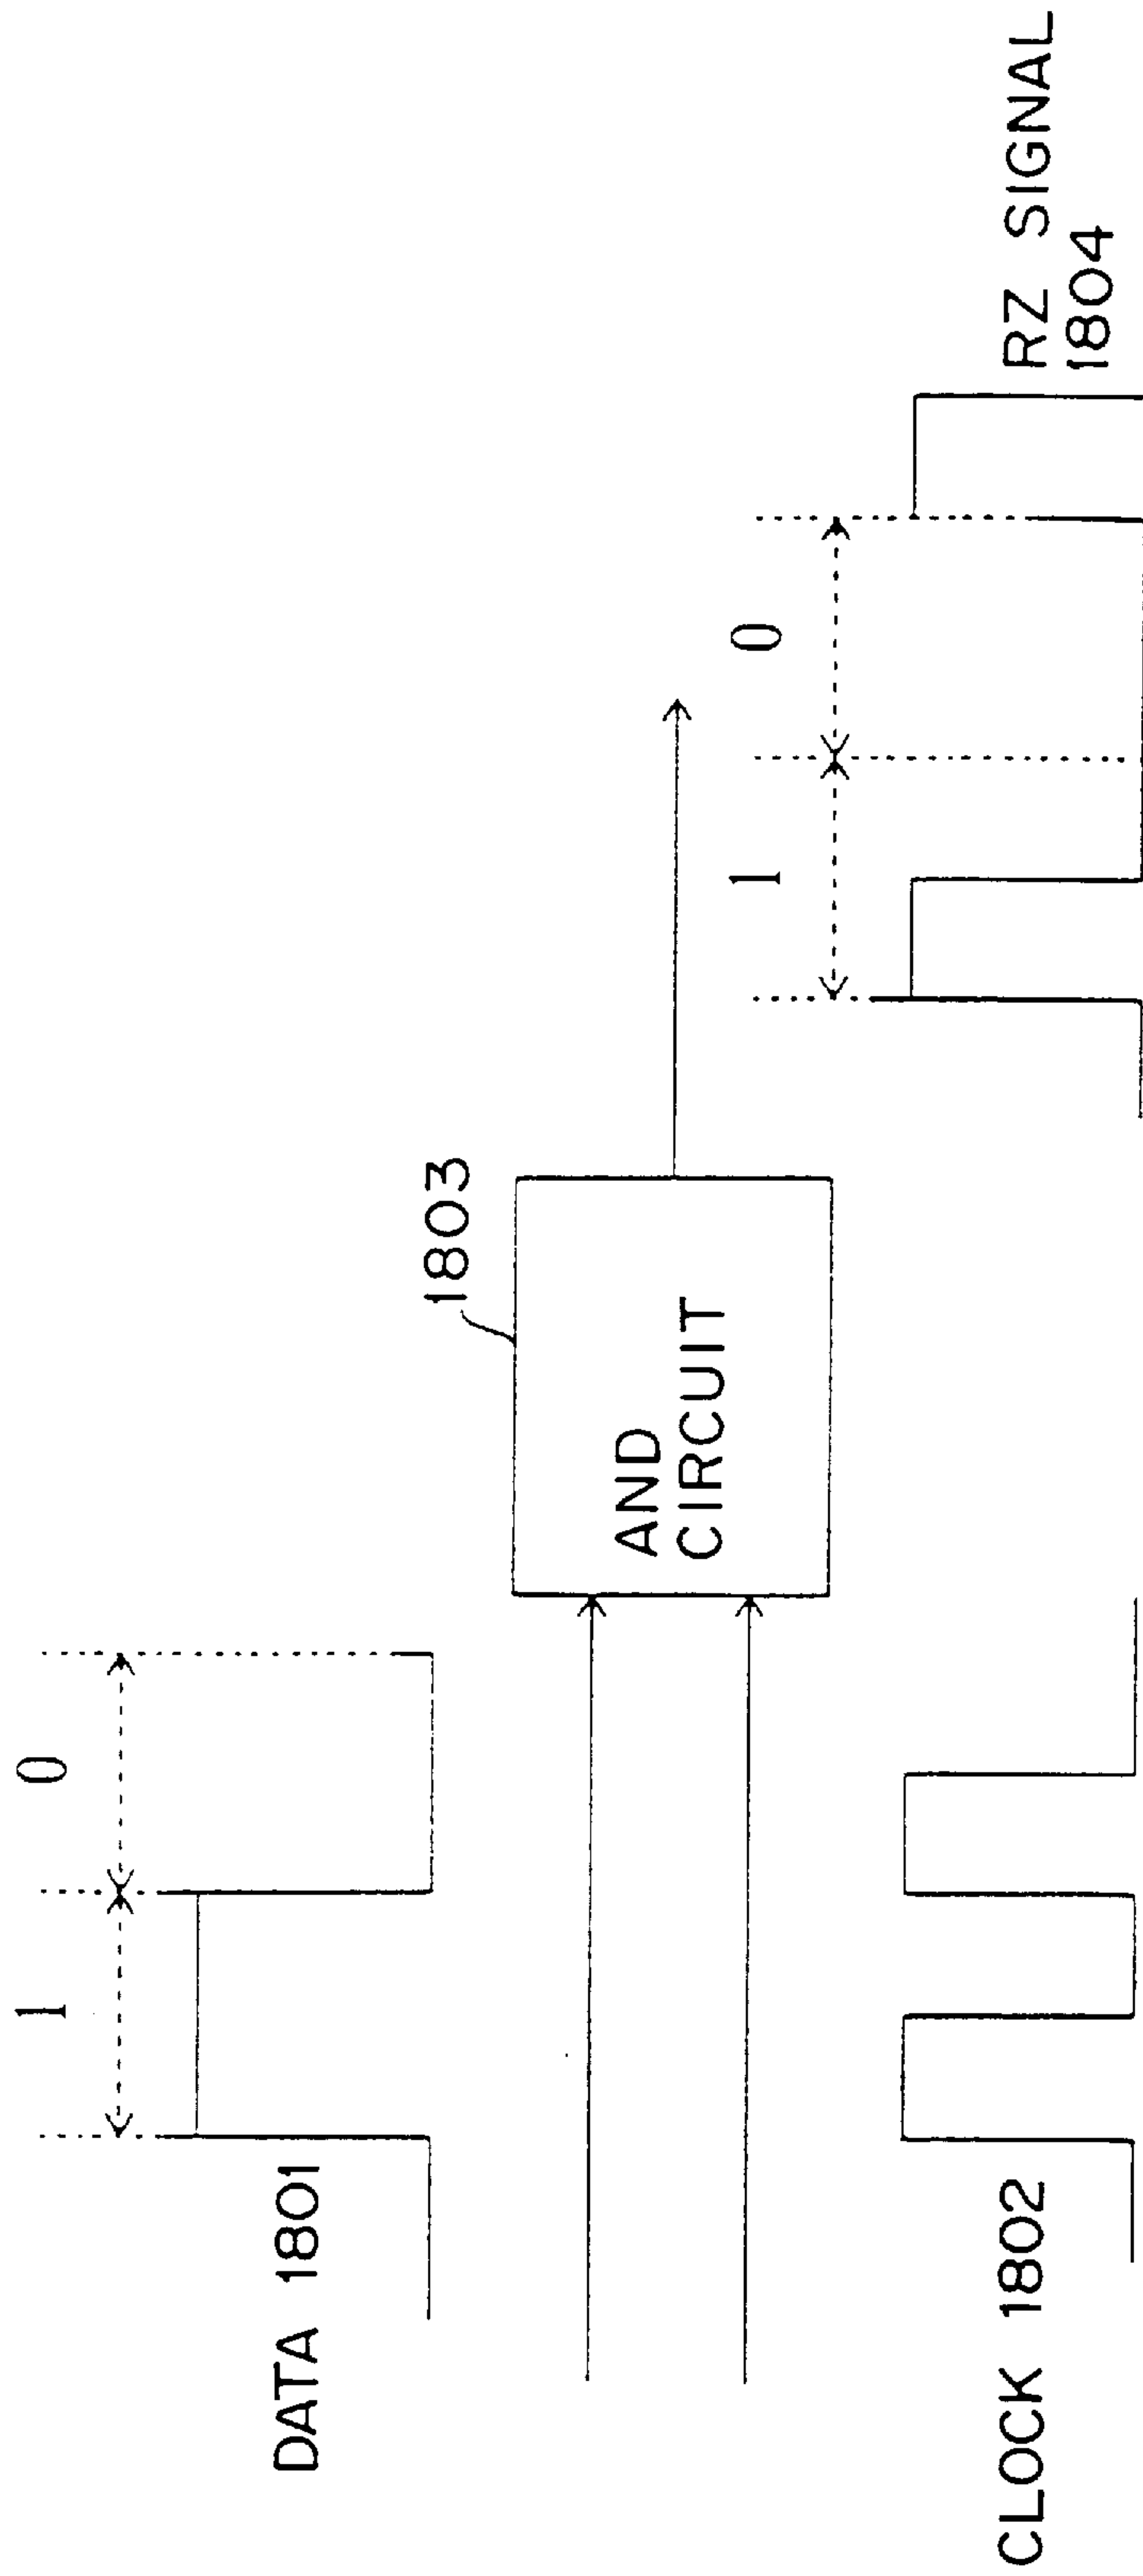 1 0
DATA 1801
1803
AND
CIRCUIT
CLOCK 1802
1 0
RZ SIGNAL
1804